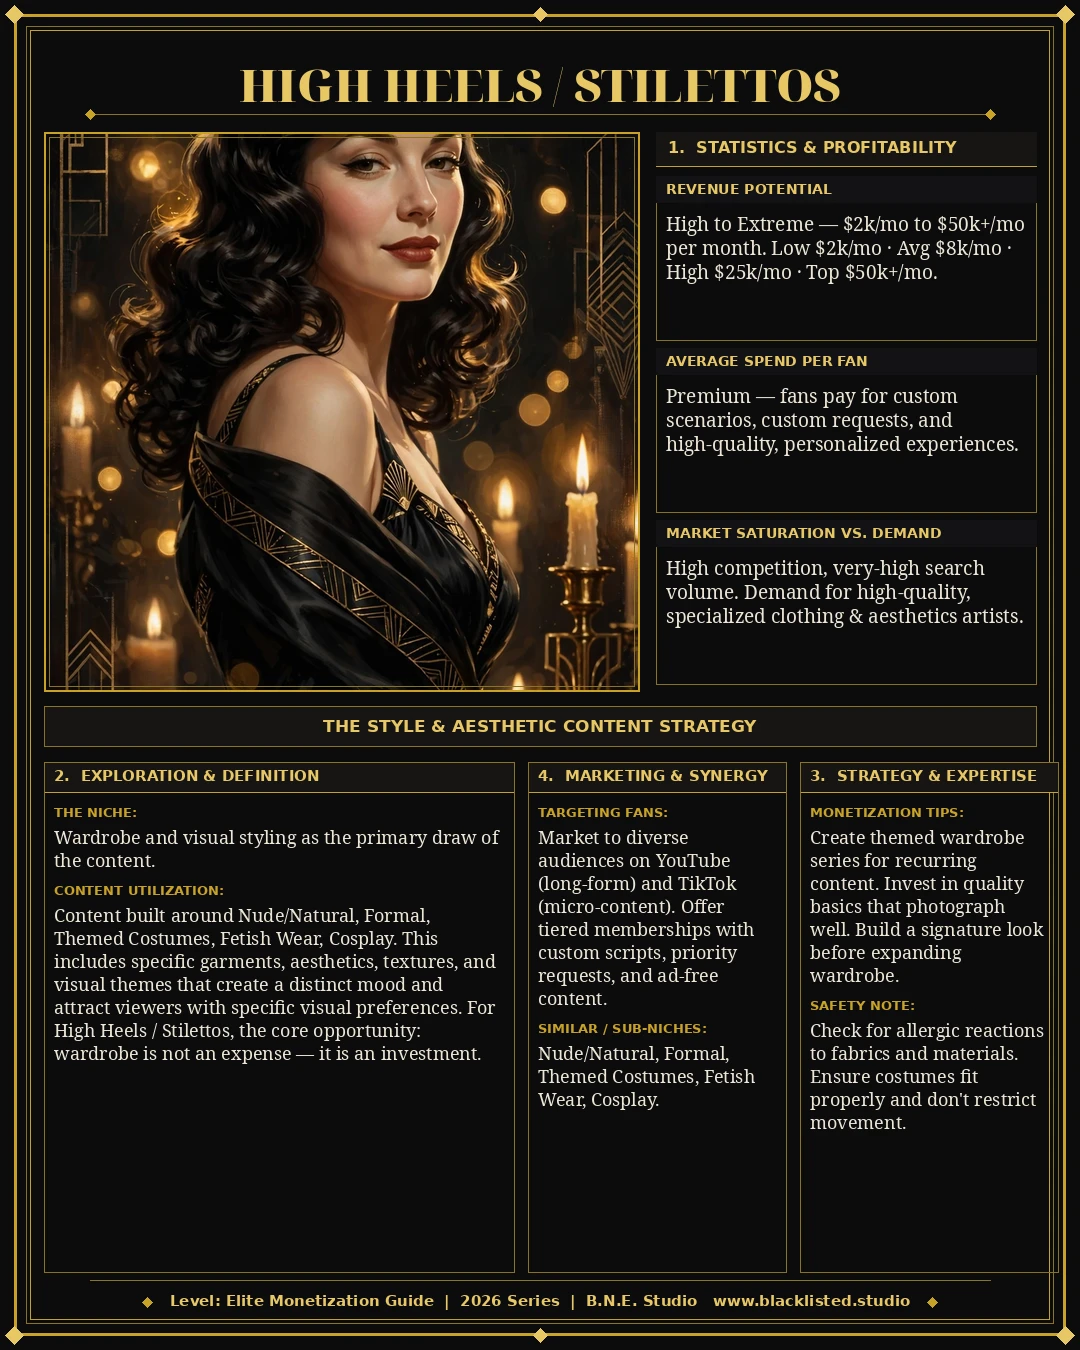 HIGH HEELS / STILETTOS
1. STATISTICS & PROFITABILITY
REVENUE POTENTIAL
High to Extreme — $2k/mo to $50k+/mo
per month. Low $2k/mo · Avg $8k/mo ·
High $25k/mo · Top $50k+/mo.
AVERAGE SPEND PER FAN
Premium — fans pay for custom
scenarios, custom requests, and
high-quality, personalized experiences.
MARKET SATURATION VS. DEMAND
High competition, very-high search
volume. Demand for high-quality,
specialized clothing & aesthetics artists.
THE STYLE & AESTHETIC CONTENT STRATEGY
2. EXPLORATION & DEFINITION
THE NICHE:
Wardrobe and visual styling as the primary draw of
the content.
CONTENT UTILIZATION:
Content built around Nude/Natural, Formal,
Themed Costumes, Fetish Wear, Cosplay. This
includes specific garments, aesthetics, textures, and
visual themes that create a distinct mood and
attract viewers with specific visual preferences. For
High Heels / Stilettos, the core opportunity:
wardrobe is not an expense — it is an investment.
4. MARKETING & SYNERGY
TARGETING FANS:
Market to diverse
audiences on YouTube
(long-form) and TikTok
(micro-content). Offer
tiered memberships with
custom scripts, priority
requests, and ad-free
content.
SIMILAR / SUB-NICHES:
Nude/Natural, Formal,
Themed Costumes, Fetish
Wear, Cosplay.
3. STRATEGY & EXPERTISE
MONETIZATION TIPS:
Create themed wardrobe
series for recurring
content. Invest in quality
basics that photograph
well. Build a signature look
before expanding
wardrobe.
SAFETY NOTE:
Check for allergic reactions
to fabrics and materials.
Ensure costumes fit
properly and don't restrict
movement.
Level: Elite Monetization Guide | 2026 Series | B.N.E. Studio www.blacklisted.studio